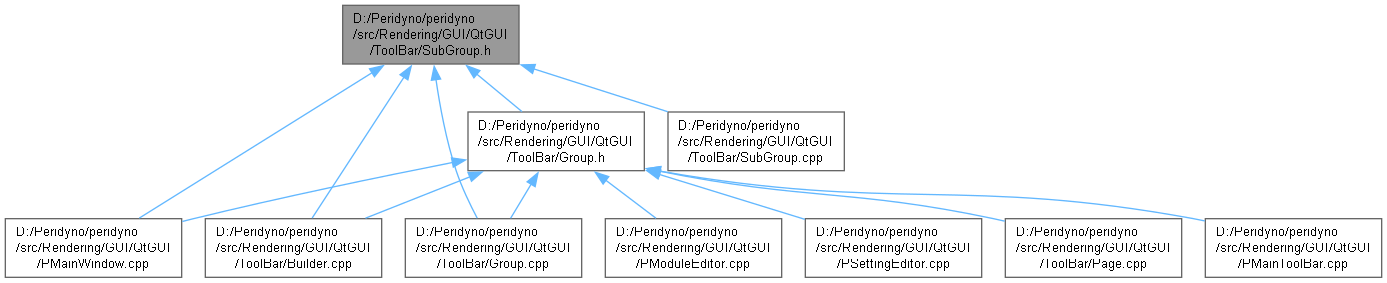 D:/Peridyno/peridyno
/src/Rendering/GUI/QtGUI
/ToolBar/SubGroup.h
D:/Peridyno/peridyno
/src/Rendering/GUI/QtGUI
/ToolBar/Group.h
D:/Peridyno/peridyno
/src/Rendering/GUI/QtGUI
/ToolBar/SubGroup.cpp
D:/Peridyno/peridyno
/src/Rendering/GUI/QtGUI
/PMainWindow.cpp
D:/Peridyno/peridyno
/src/Rendering/GUI/QtGUI
/ToolBar/Builder.cpp
D:/Peridyno/peridyno
/src/Rendering/GUI/QtGUI
/ToolBar/Group.cpp
D:/Peridyno/peridyno
/src/Rendering/GUI/QtGUI
/PModuleEditor.cpp
D:/Peridyno/peridyno
/src/Rendering/GUI/QtGUI
/PSettingEditor.cpp
D:/Peridyno/peridyno
/src/Rendering/GUI/QtGUI
/ToolBar/Page.cpp
D:/Peridyno/peridyno
/src/Rendering/GUI/QtGUI
/PMainToolBar.cpp